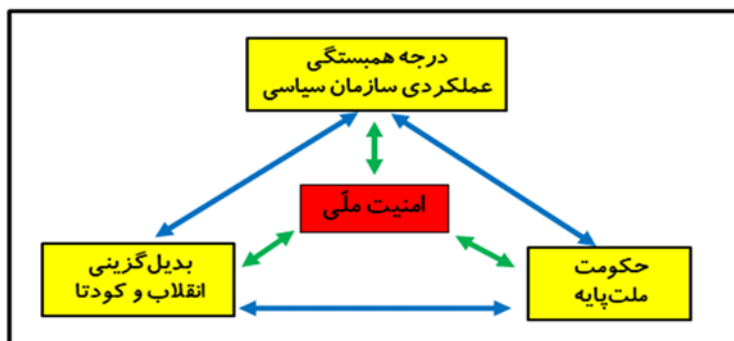 درجه همبستگی
عملکردی سازمان سیاسی
امنیت ملّی
حکومت
ملت‌پایه
بدیل‌گزینی
انقلاب و کودتا